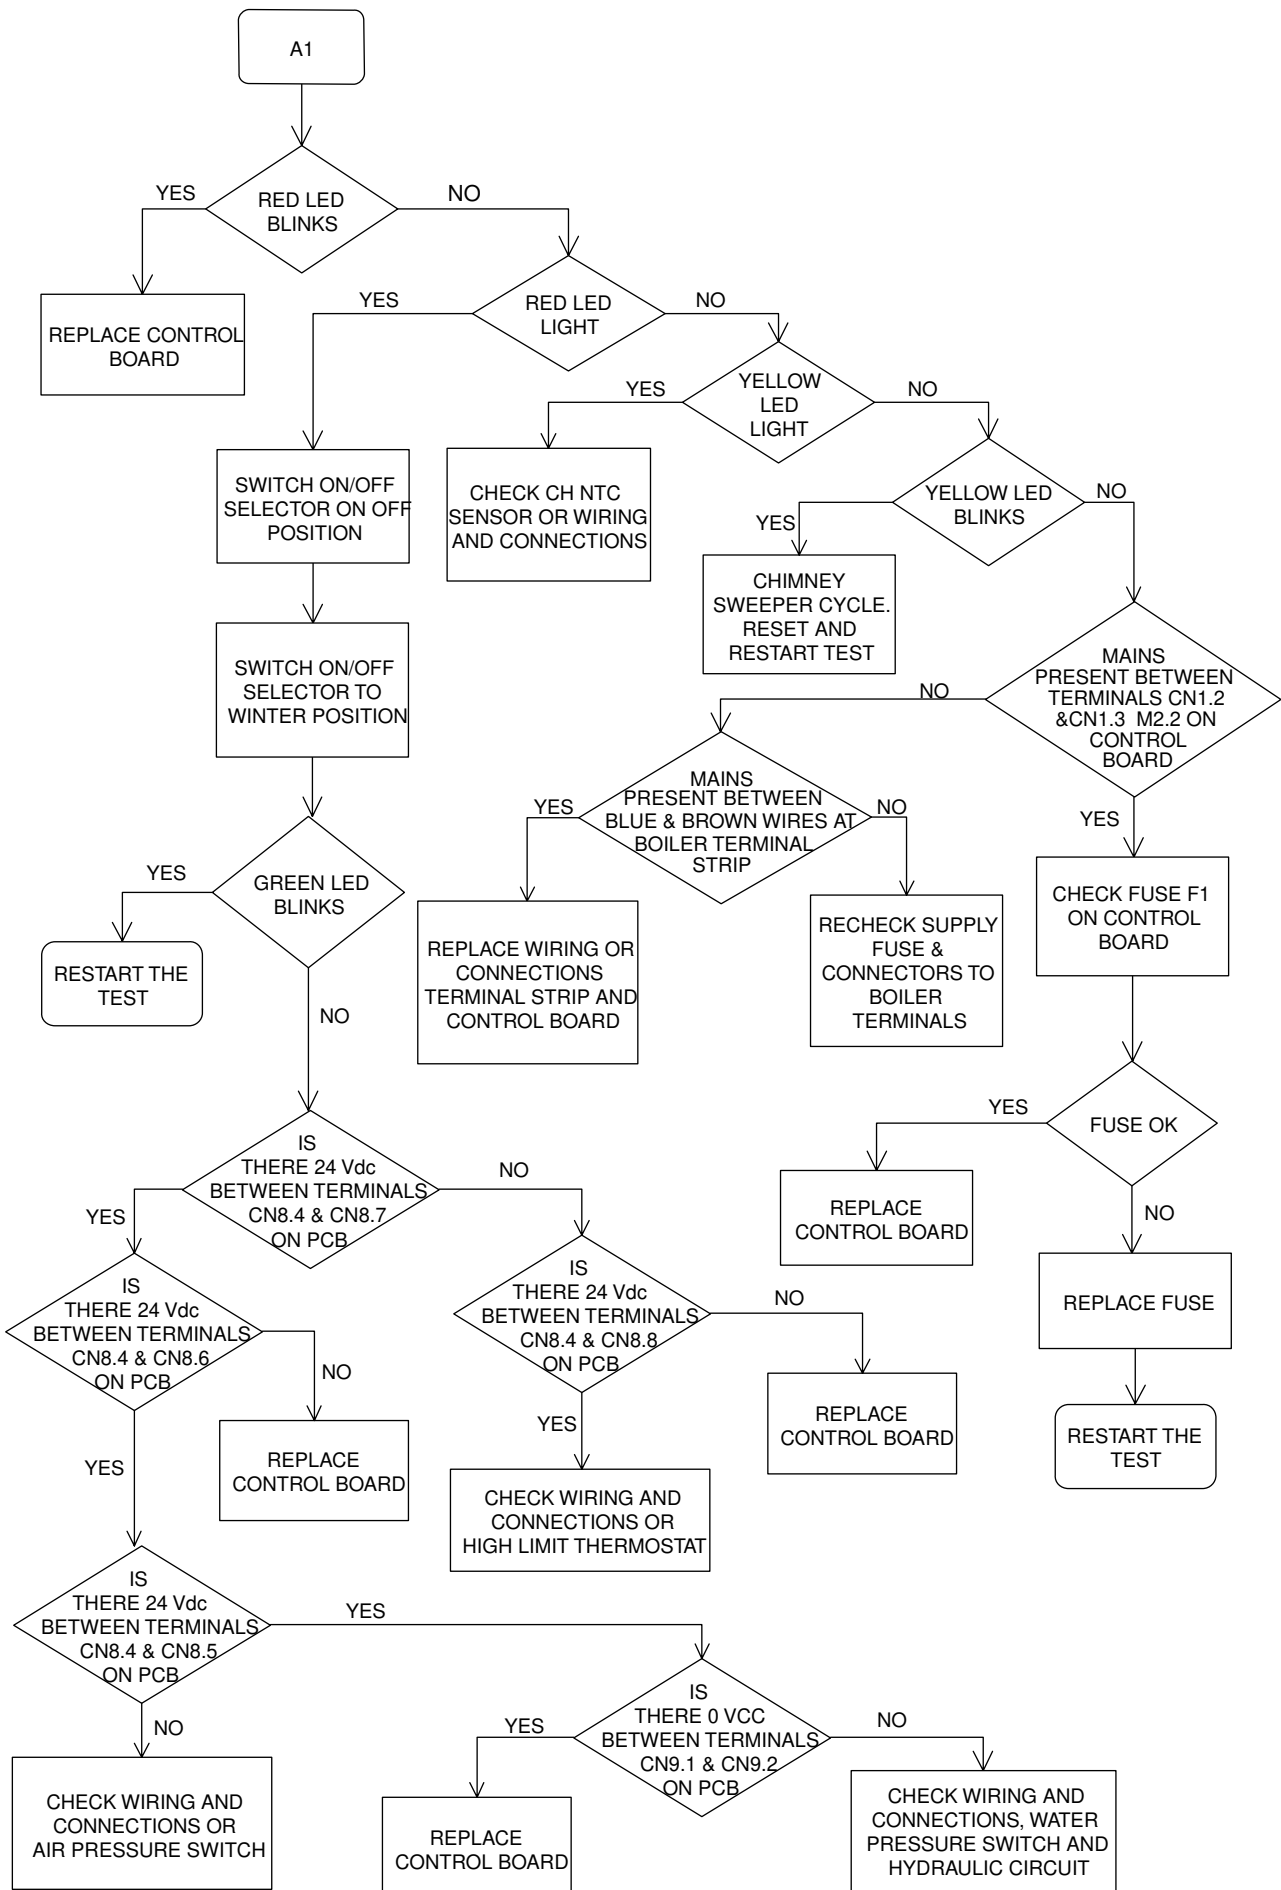 A1
RED LED
BLINKS
YES
NO
REPLACE CONTROL
BOARD
RED LED
LIGHT
YES
NO
YELLOW
LED
LIGHT
YES
NO
SWITCH ON/OFF
SELECTOR ON OFF
POSITION
CHECK CH NTC
SENSOR OR WIRING
AND CONNECTIONS
YELLOW LED
BLINKS
YES
NO
CHIMNEY
SWEEPER CYCLE.
RESET AND
RESTART TEST
SWITCH ON/OFF
SELECTOR TO
WINTER POSITION
MAINS
PRESENT BETWEEN
TERMINALS CN1.2
&CN1.3 M2.2 ON
CONTROL
BOARD
NO
YES
MAINS
PRESENT BETWEEN
BLUE & BROWN WIRES AT
BOILER TERMINAL
STRIP
YES
NO
GREEN LED
BLINKS
YES
NO
RESTART THE
TEST
REPLACE WIRING OR
CONNECTIONS
TERMINAL STRIP AND
CONTROL BOARD
RECHECK SUPPLY
FUSE &
CONNECTORS TO
BOILER
TERMINALS
CHECK FUSE F1
ON CONTROL
BOARD
FUSE OK
YES
NO
REPLACE
CONTROL BOARD
REPLACE FUSE
RESTART THE
TEST
IS
THERE 24 Vdc
BETWEEN TERMINALS
CN8.4 & CN8.7
ON PCB
YES
NO
IS
THERE 24 Vdc
BETWEEN TERMINALS
CN8.4 & CN8.6
ON PCB
NO
YES
REPLACE
CONTROL BOARD
IS
THERE 24 Vdc
BETWEEN TERMINALS
CN8.4 & CN8.8
ON PCB
NO
YES
REPLACE
CONTROL BOARD
CHECK WIRING AND
CONNECTIONS OR
HIGH LIMIT THERMOSTAT
IS
THERE 24 Vdc
BETWEEN TERMINALS
CN8.4 & CN8.5
ON PCB
YES
NO
CHECK WIRING AND
CONNECTIONS OR
AIR PRESSURE SWITCH
IS
THERE 0 VCC
BETWEEN TERMINALS
CN9.1 & CN9.2
ON PCB
YES
NO
REPLACE
CONTROL BOARD
CHECK WIRING AND
CONNECTIONS, WATER
PRESSURE SWITCH AND
HYDRAULIC CIRCUIT